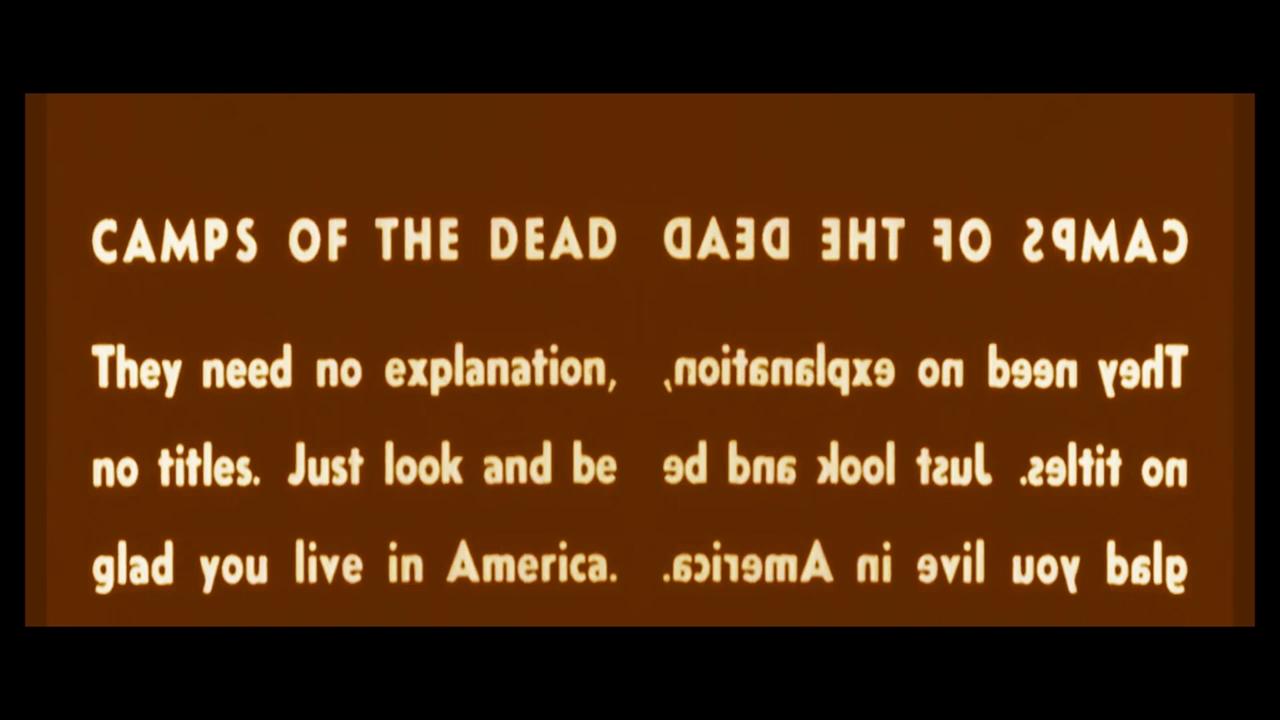 CAMPS OF THE DEAD CAMPS OF THE DEAD
They need no explanation, They need no explanation,
no titles. Just look and be no titles. Just look and be
glad you live in America. glad you live in America.